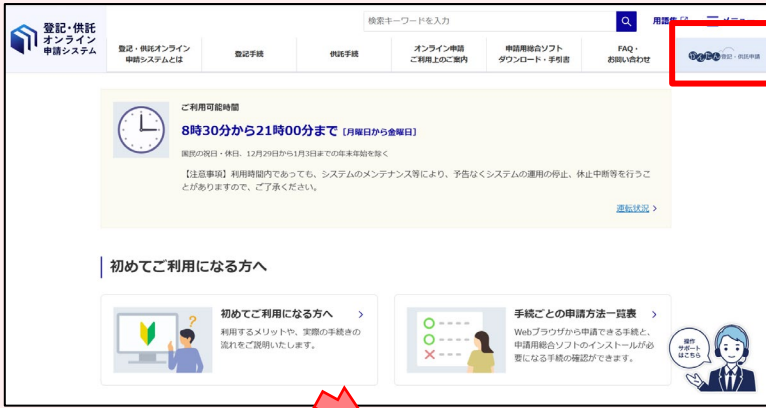 登記・供託
オンライン
申請システム
検索キーワードを入力
用語集
メニュー
登記・供託オンライン
申請システムとは
登記手続
供託手続
オンライン申請
ご利用上のご案内
申請用総合ソフト
ダウンロード・手引書
FAQ・
お問い合わせ
かんたん登記・供託申請
ご利用可能時間
8時30分から21時00分まで [月曜日から金曜日]
国民の祝日・休日、12月29日から1月3日までの年末年始を除く
【注意事項】利用時間内であっても、システムのメンテナンス等により、予告なくシステムの運用の停止、休止中断等を行うこ
とがありますので、ご了承ください。
運転状況
初めてご利用になる方へ
初めてご利用になる方へ
利用するメリットや、実際の手続きの
流れをご説明いたします。
手続ごとの申請方法一覧表
Webブラウザから申請できる手続と、
申請用総合ソフトのインストールが必
要になる手続の確認ができます。
操作
サポート
はこちら